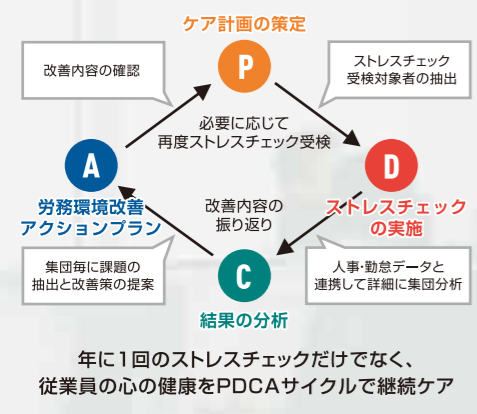 ケア計画の策定
P
改善内容の確認
ストレスチェック
受検対象者の抽出
必要に応じて
再度ストレスチェック受検
A
D
労務環境改善
アクションプラン
改善内容の
振り返り
ストレスチェック
の実施
集団毎に課題の
抽出と改善策の提案
C
人事・勤怠データと
連携して詳細に集団分析
結果の分析
年に1回のストレスチェックだけでなく、
従業員の心の健康をPDCAサイクルで継続ケア